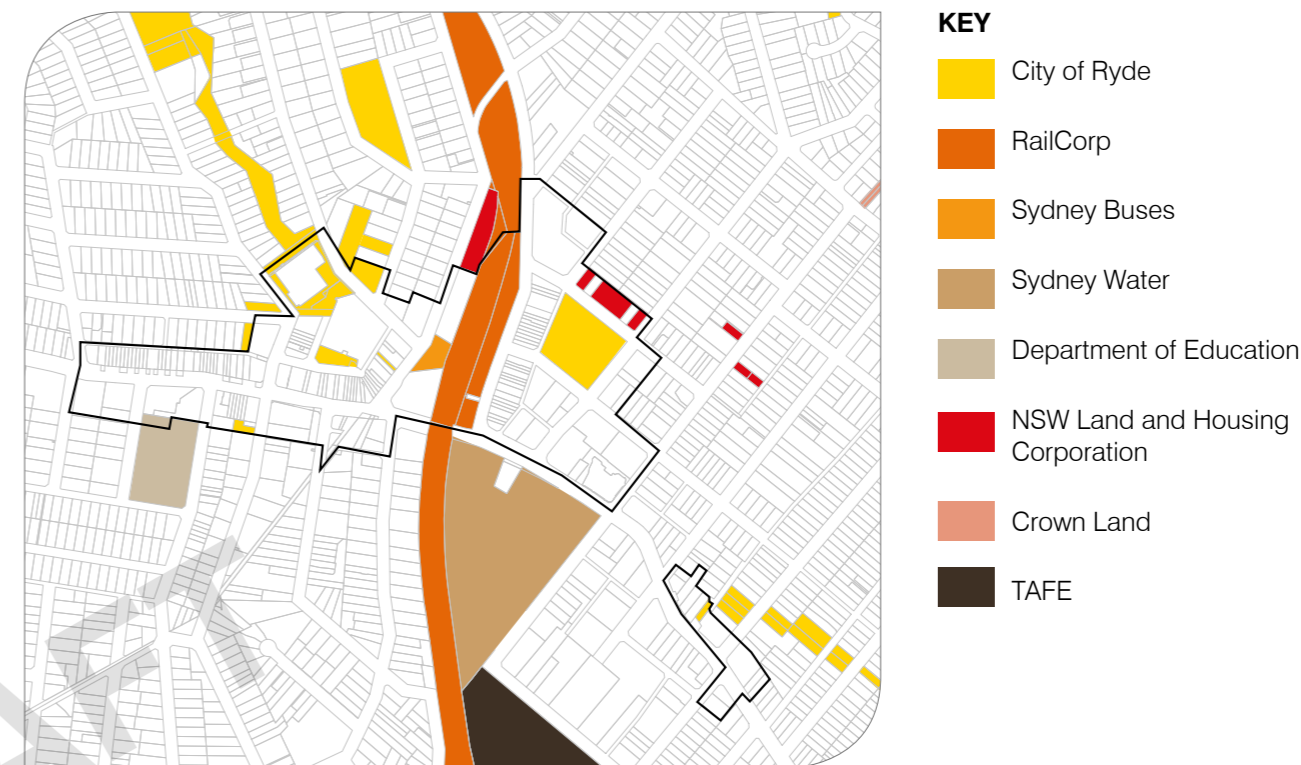 KEY
City of Ryde
RailCorp
Sydney Buses
Sydney Water
Department of Education
NSW Land and Housing
Corporation
Crown Land
TAFE